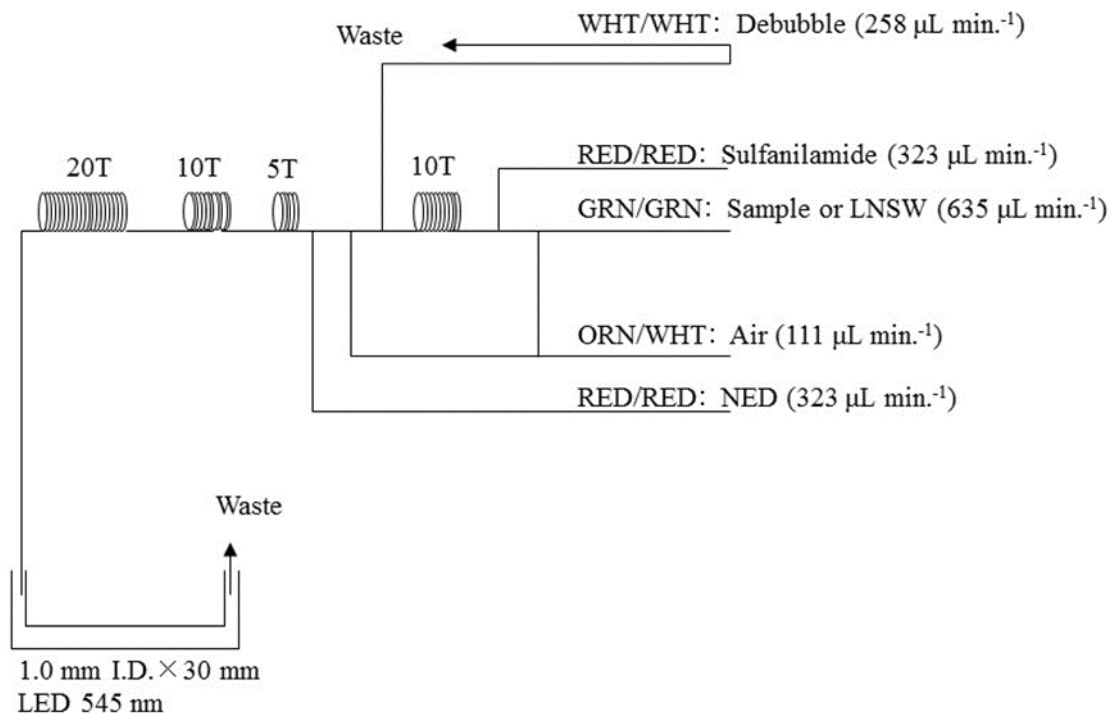 WHT/WHT: Debubble (258 μL min.⁻¹)
Waste
RED/RED: Sulfanilamide (323 μL min.⁻¹)
20T
10T
5T
10T
GRN/GRN: Sample or LNSW (635 μL min.⁻¹)
ORN/WHT: Air (111 μL min.⁻¹)
RED/RED: NED (323 μL min.⁻¹)
Waste
1.0 mm I.D.×30 mm
LED 545 nm